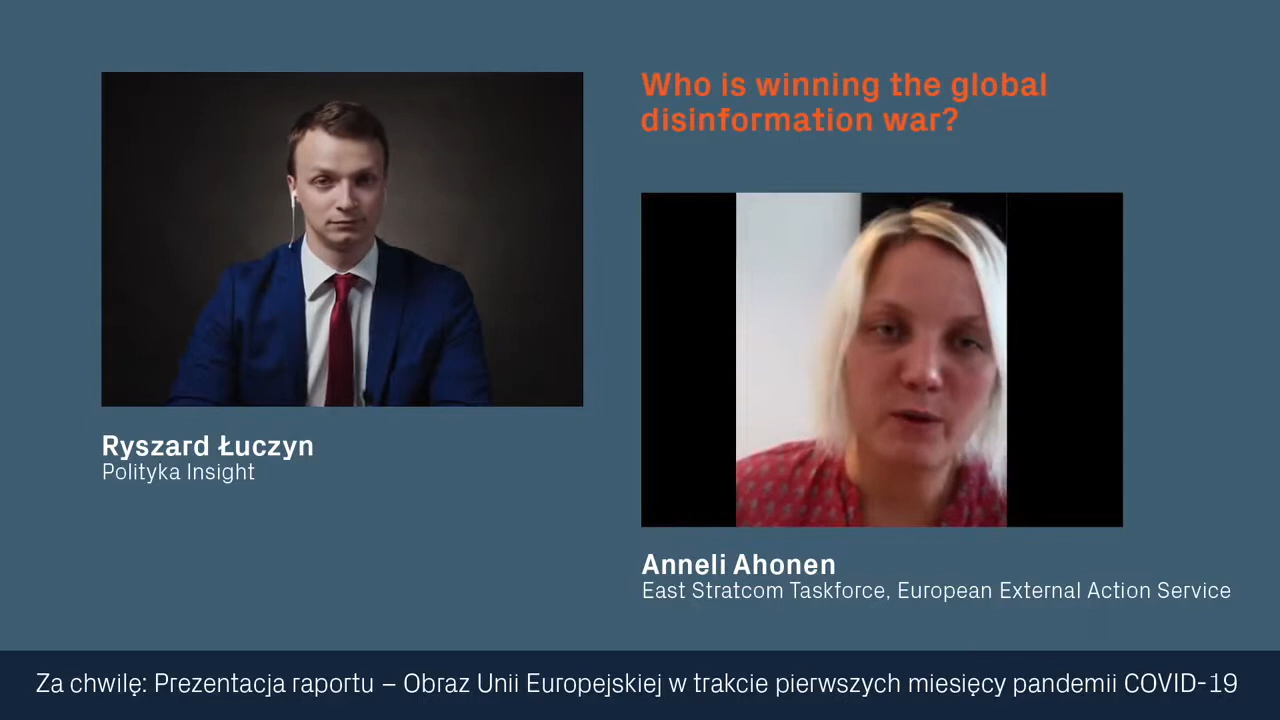 Who is winning the global
disinformation war?
Ryszard Łuczyn
Polityka Insight
Anneli Ahonen
East Stratcom Taskforce, European External Action Service
Za chwilę: Prezentacja raportu – Obraz Unii Europejskiej w trakcie pierwszych miesięcy pandemii COVID-19